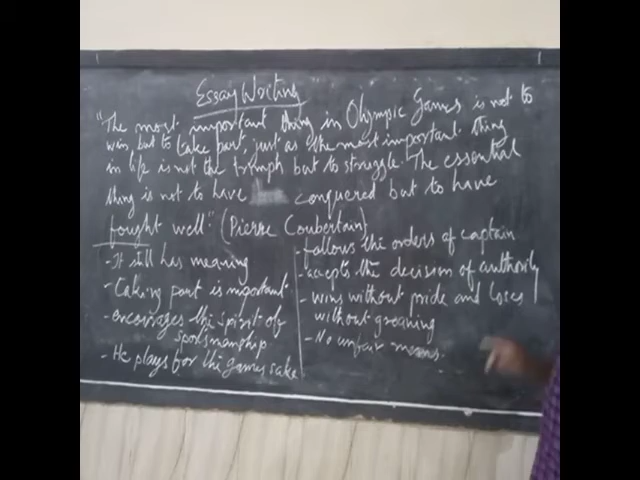 Essay Writing
"The most important thing in Olympic Games is not to
win, but to take part, just as the most important thing
in life is not the trimph but to struggle. The essential
thing is not to have conquered but to have
fought well" (Pierre Coubertain)
- It still has meaning
- Taking part is important
- encourages the spirit of
sportsmanship
- He plays for the games sake
- follows the orders of captain
- accepts the decision of authority
- wins without pride and loses
without groaning
- No unfair means.